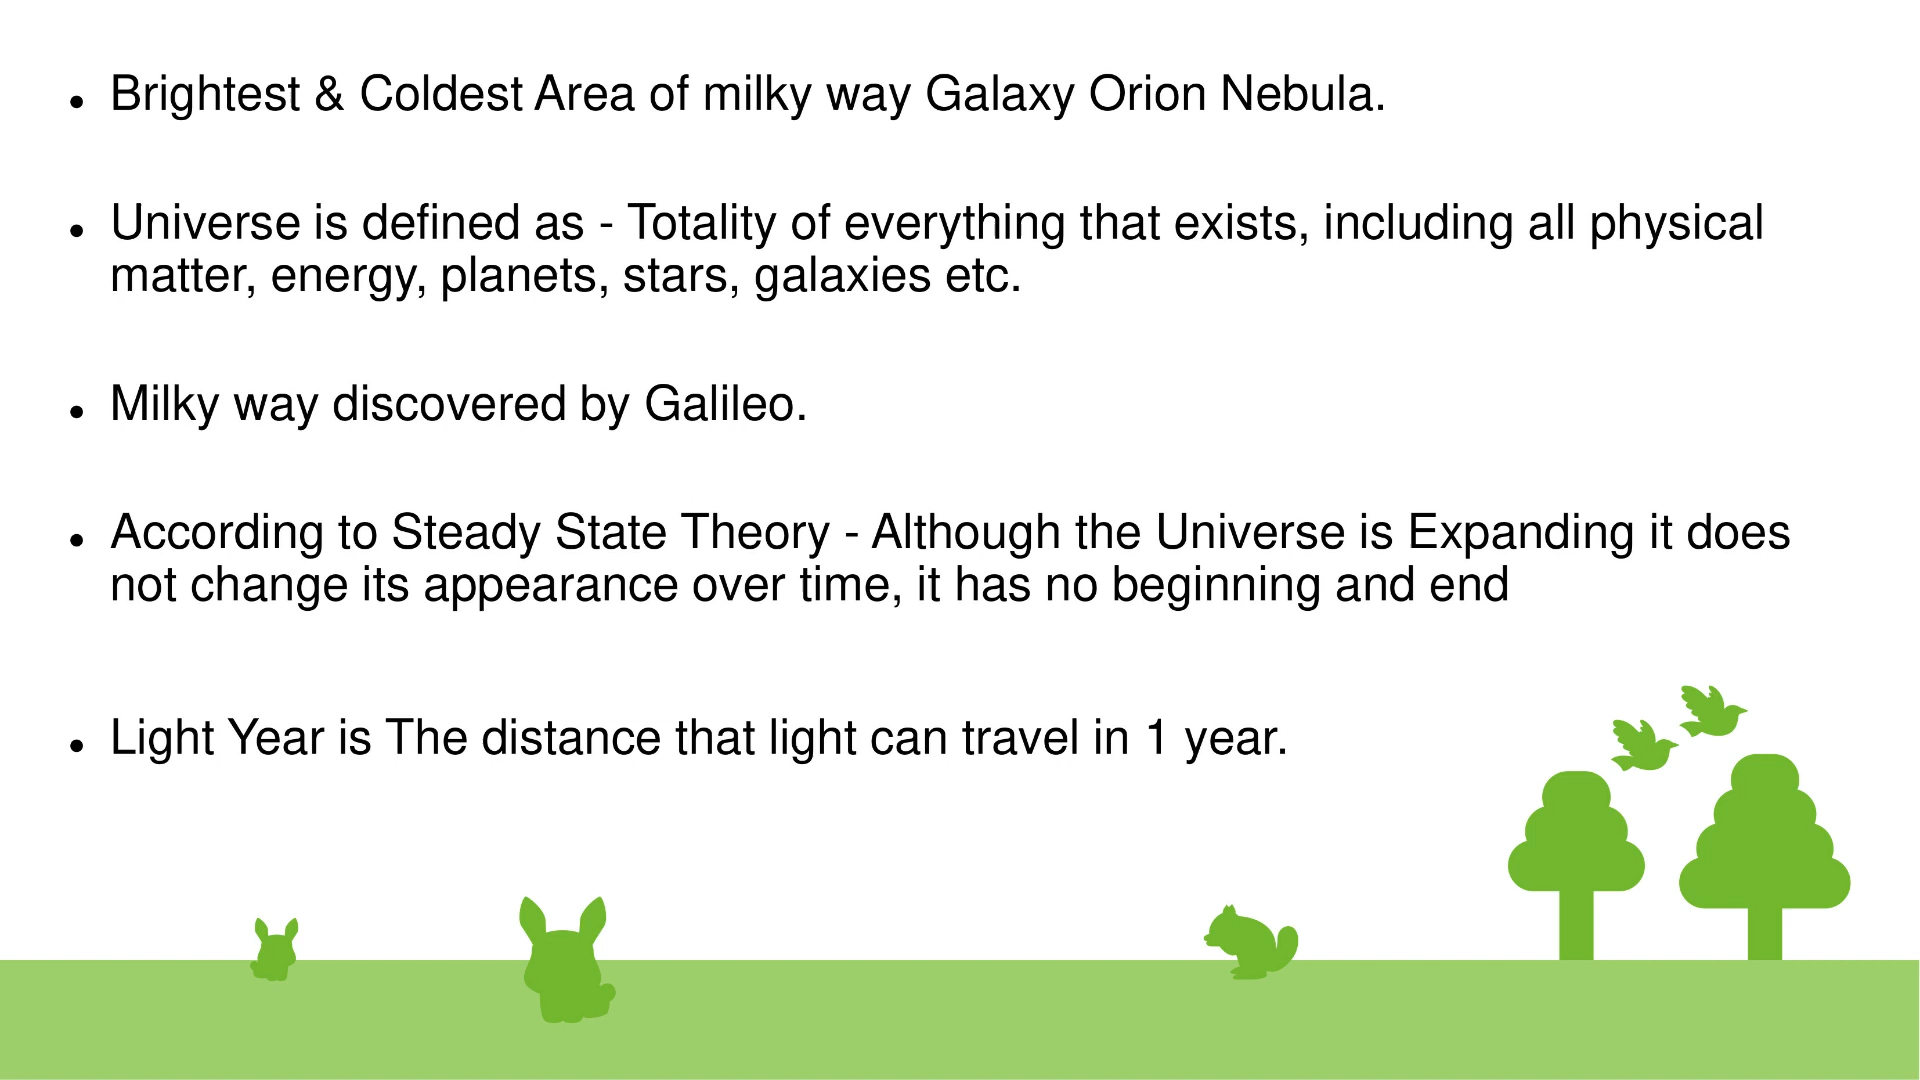 • Brightest & Coldest Area of milky way Galaxy Orion Nebula.
• Universe is defined as - Totality of everything that exists, including all physical
matter, energy, planets, stars, galaxies etc.
• Milky way discovered by Galileo.
• According to Steady State Theory - Although the Universe is Expanding it does
not change its appearance over time, it has no beginning and end
• Light Year is The distance that light can travel in 1 year.